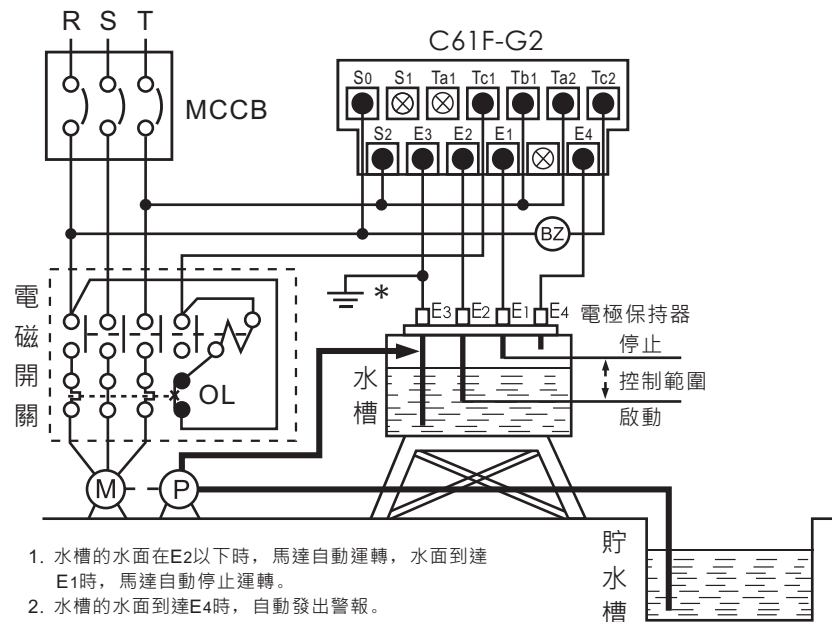 R S T
C61F-G2
MCCB
S0 S1 Ta1 Tc1 Tb1 Ta2 Tc2
S2 E3 E2 E1 E4
BZ
電磁開關
*
E3 E2 E1 E4 電極保持器
停止
控制範圍
啟動
水槽
OL
M P
貯水槽
1. 水槽的水面在E2以下時，馬達自動運轉，水面到達
E1時，馬達自動停止運轉。
2. 水槽的水面到達E4時，自動發出警報。